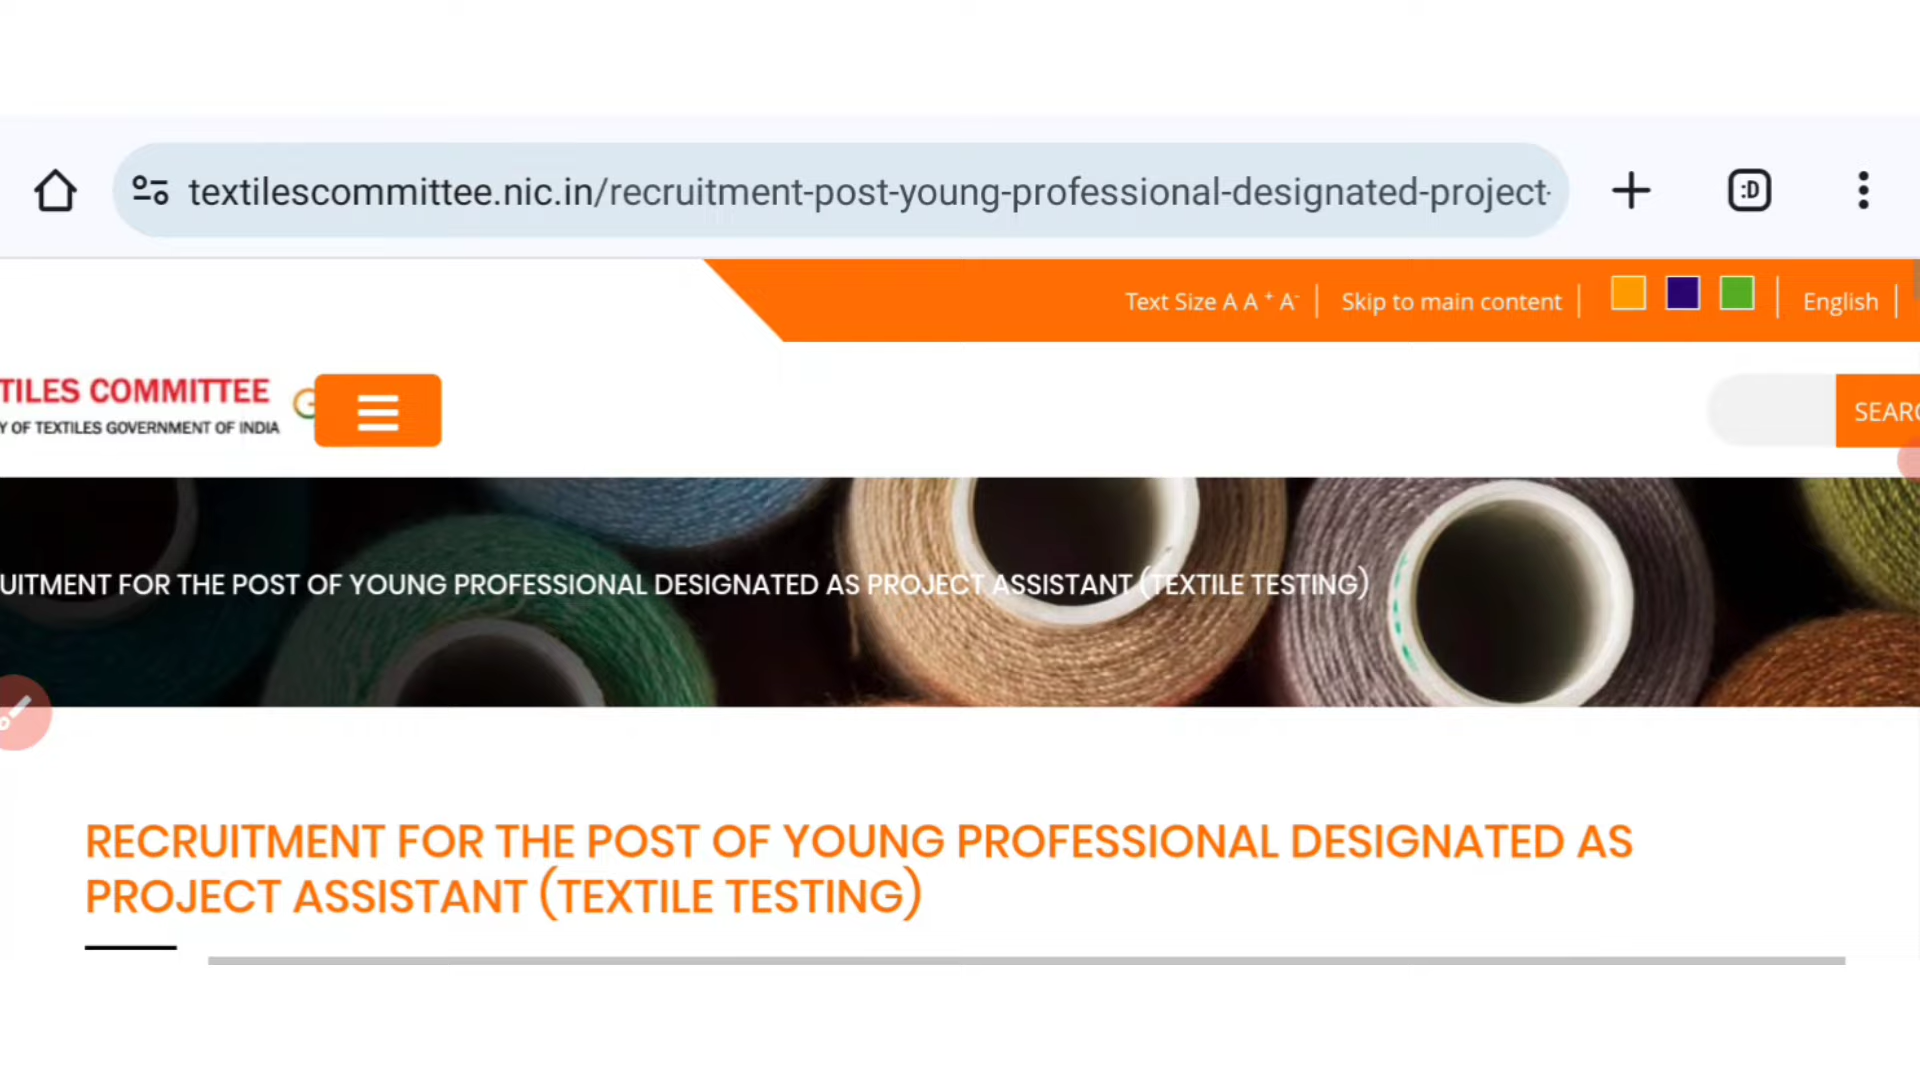 textilescommittee.nic.in/recruitment-post-young-professional-designated-project-
:D
Text Size A A + A- | Skip to main content | English |
TILES COMMITTEE
Y OF TEXTILES GOVERNMENT OF INDIA
SEARC
UITMENT FOR THE POST OF YOUNG PROFESSIONAL DESIGNATED AS PROJECT ASSISTANT (TEXTILE TESTING)
RECRUITMENT FOR THE POST OF YOUNG PROFESSIONAL DESIGNATED AS
PROJECT ASSISTANT (TEXTILE TESTING)